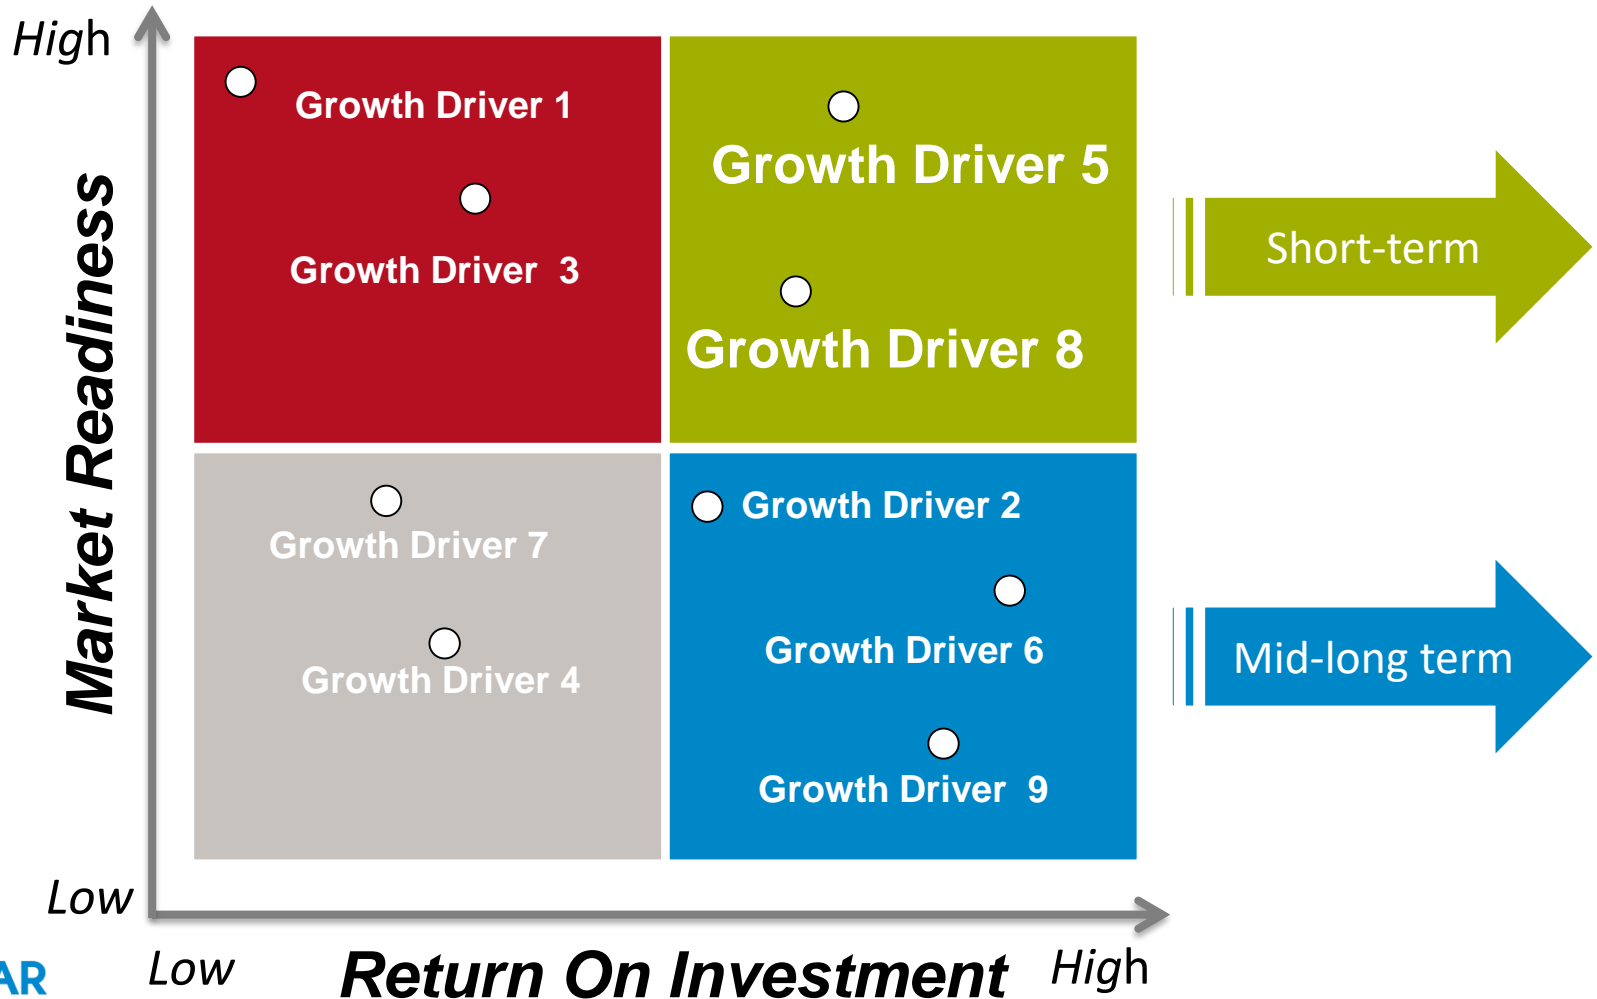 High
Growth Driver 1
Growth Driver 5
Growth Driver 3
Growth Driver 8
Short-term
Market Readiness
Growth Driver 2
Growth Driver 7
Growth Driver 6
Growth Driver 4
Mid-long term
Growth Driver 9
Low
Low
Return On Investment
High
AR